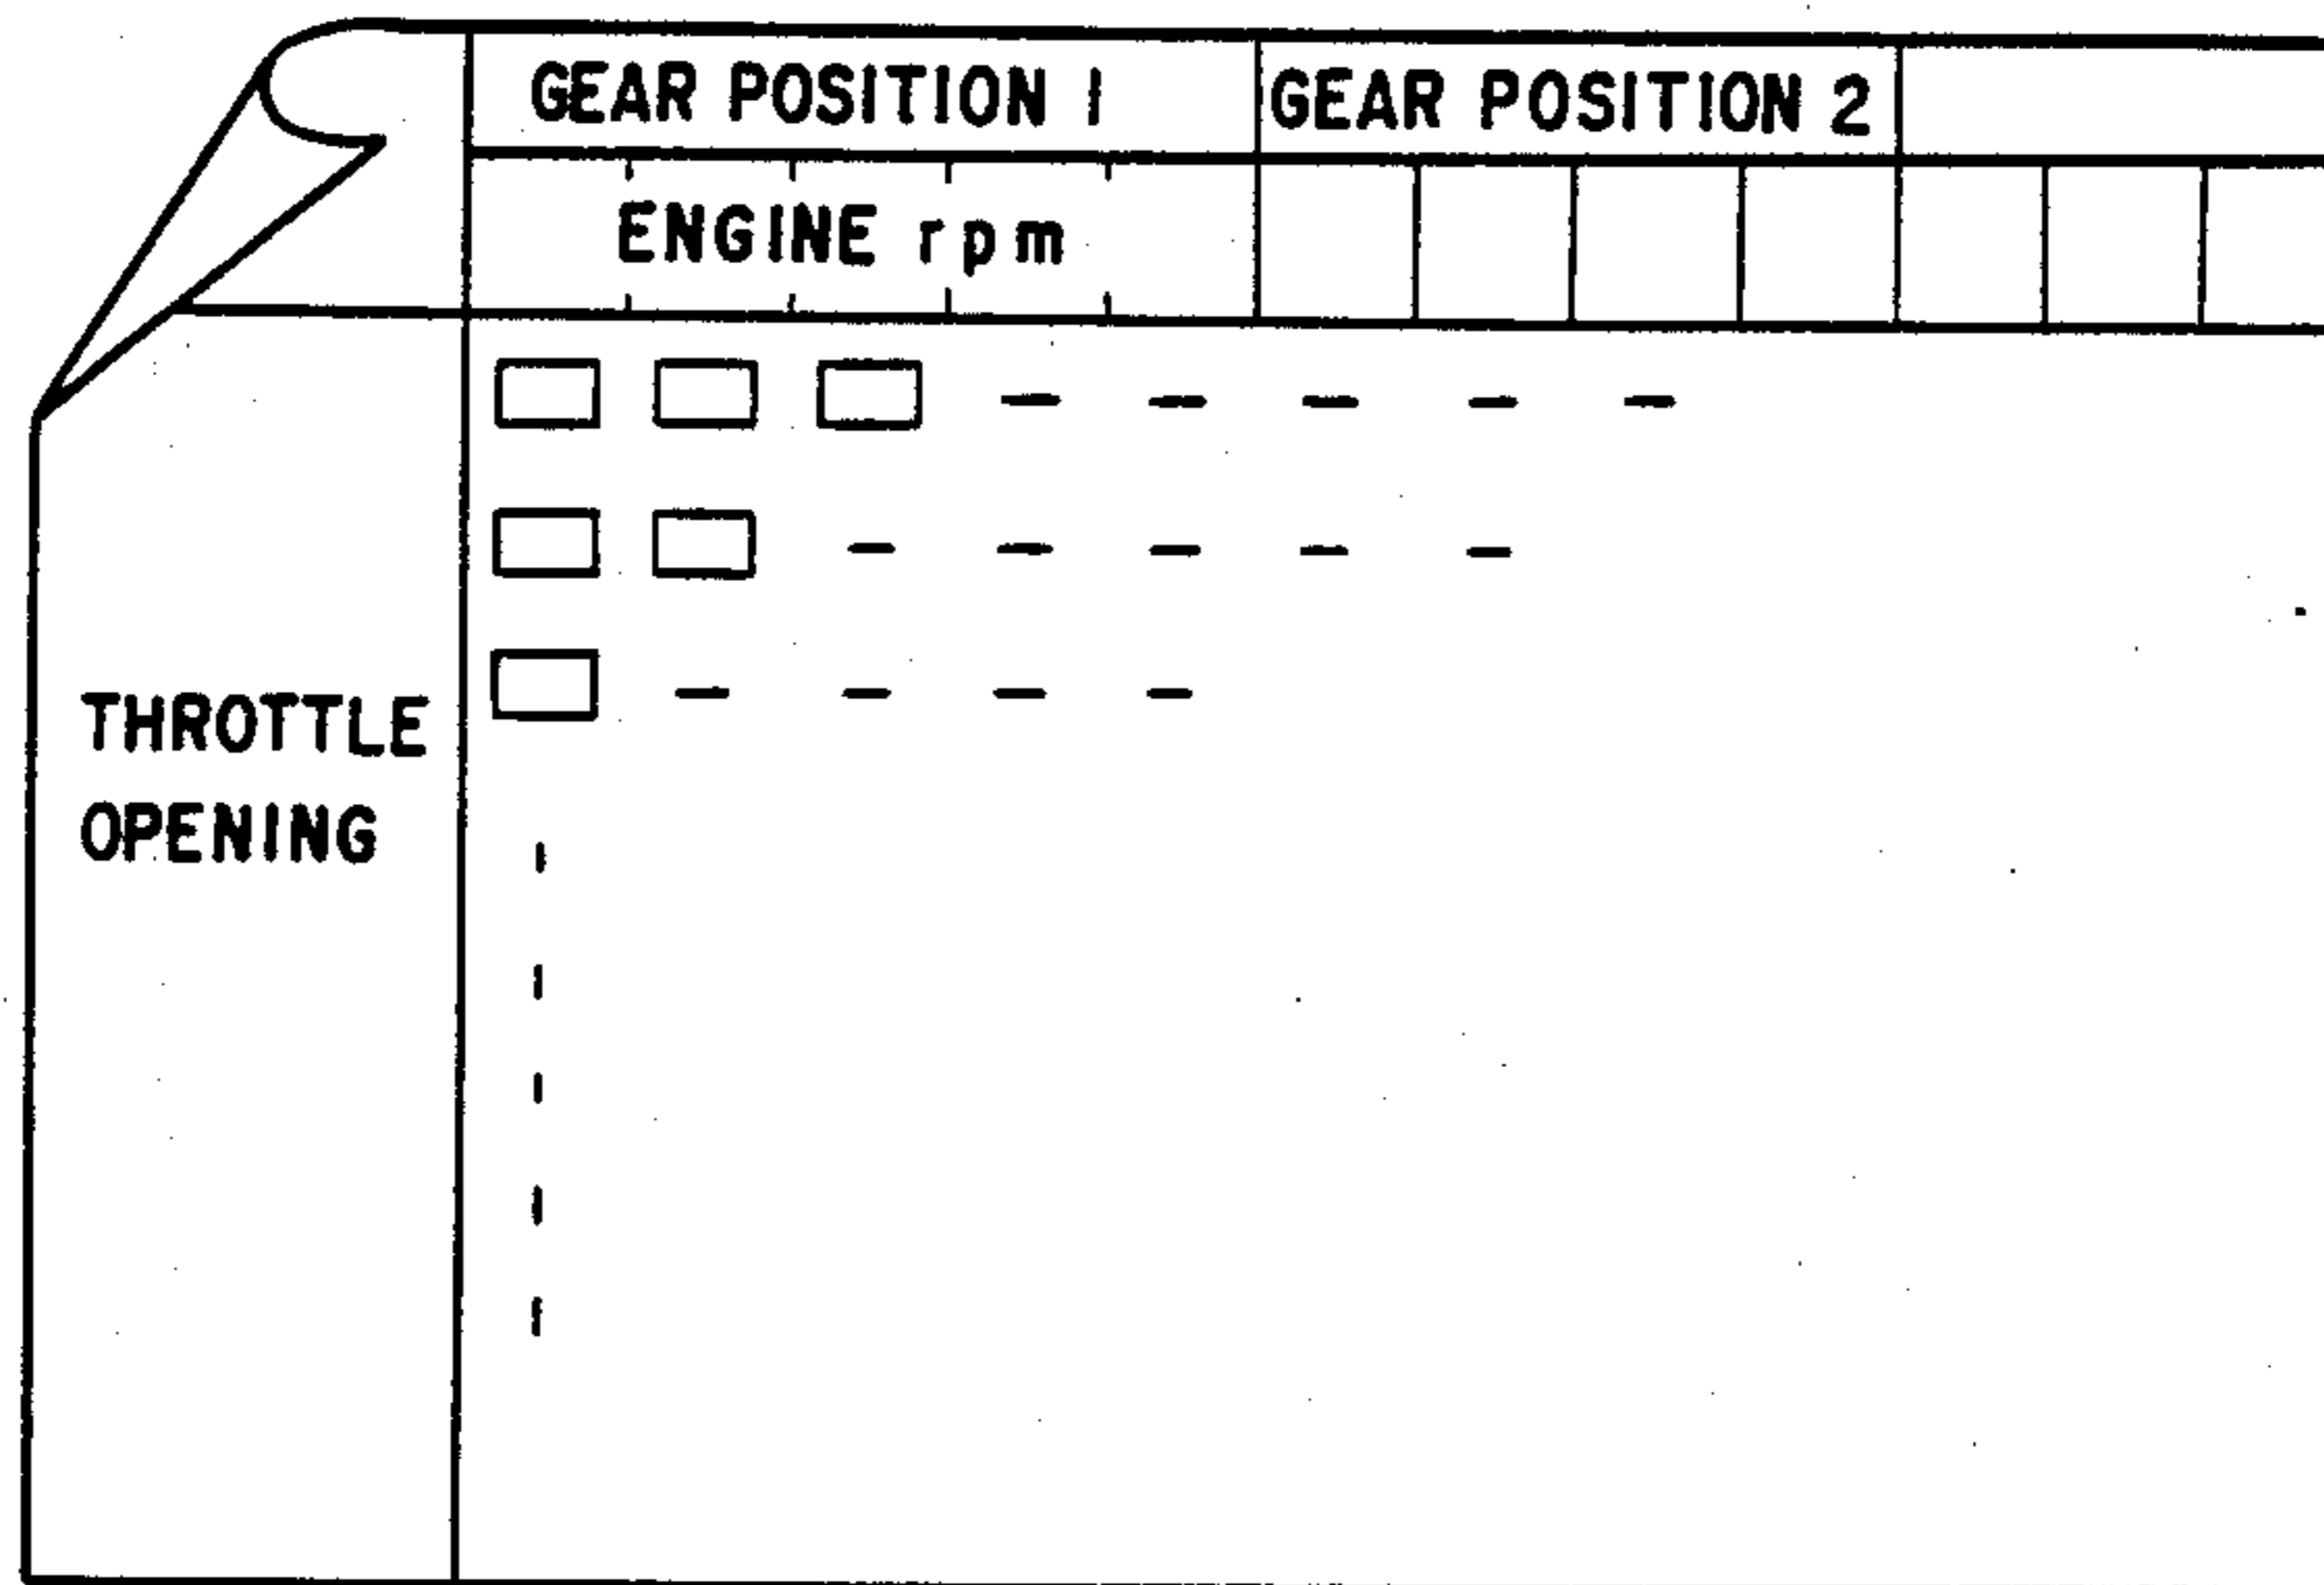 GEAR POSITION 1
GEAR POSITION 2
ENGINE rpm
THROTTLE
OPENING